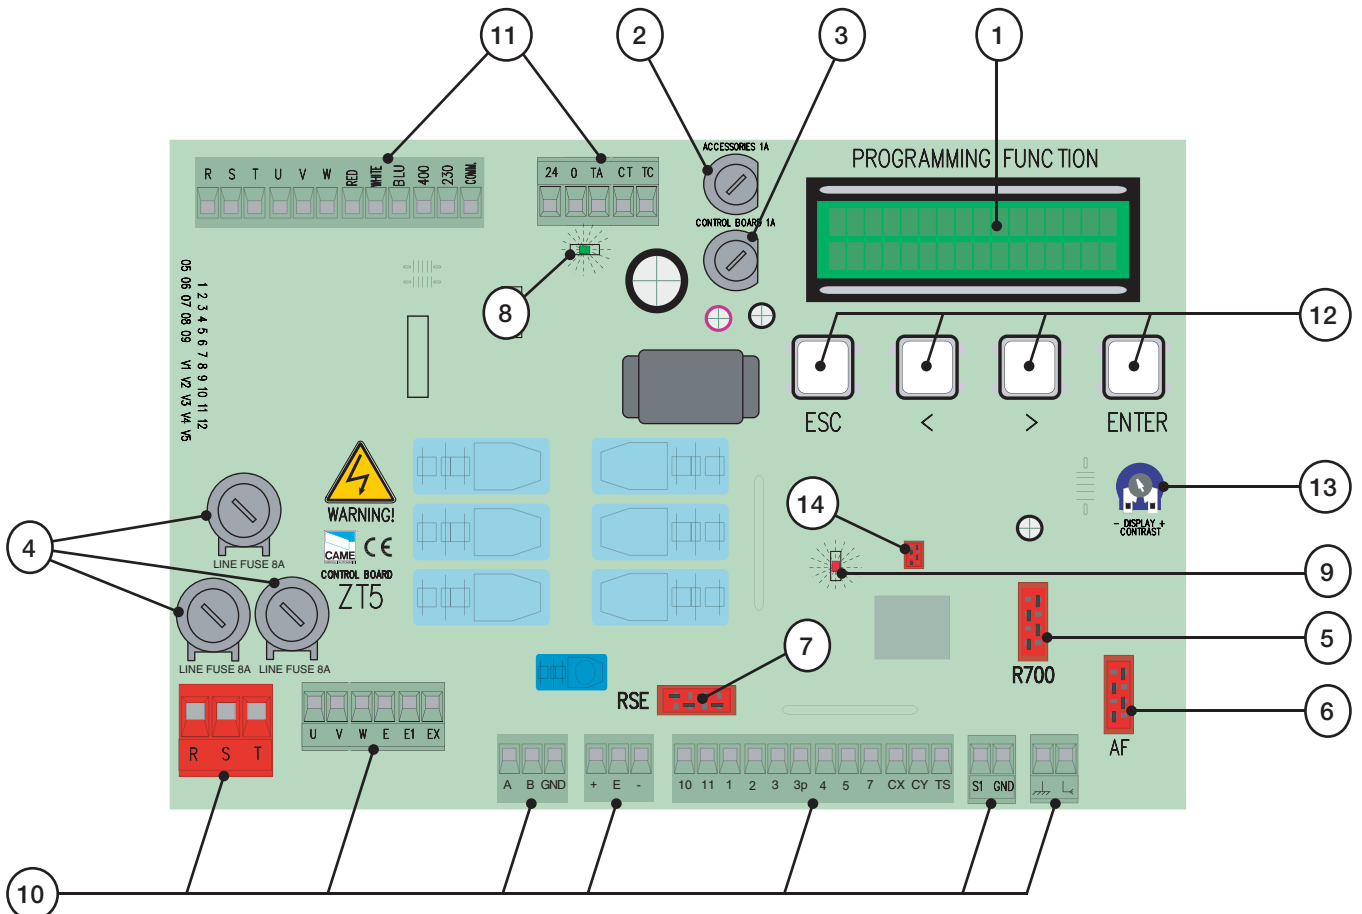 11
2
3
1
ACCESSORIES 1A
PROGRAMMING FUNCTION
R S T U V W RED WHITE BLU 400 230 COMM.
24 0 TA CT TC
CONTROL BOARD 1A
8
12
05 06 07 08 09 V1 V2 V3 V4 V5
1 2 3 4 5 6 7 8 9 10 11 12
ESC < > ENTER
WARNING!
CAME CE
CONTROL BOARD
ZT5
14
13
- DISPLAY +
CONTRAST
4
LINE FUSE 8A
9
LINE FUSE 8A LINE FUSE 8A
7
5
R700
RSE
6
AF
R S T
U V W E E1 EX
A B GND
+ E -
10 11 1 2 3 3p 4 5 7 CX CY TS
S1 GND
10